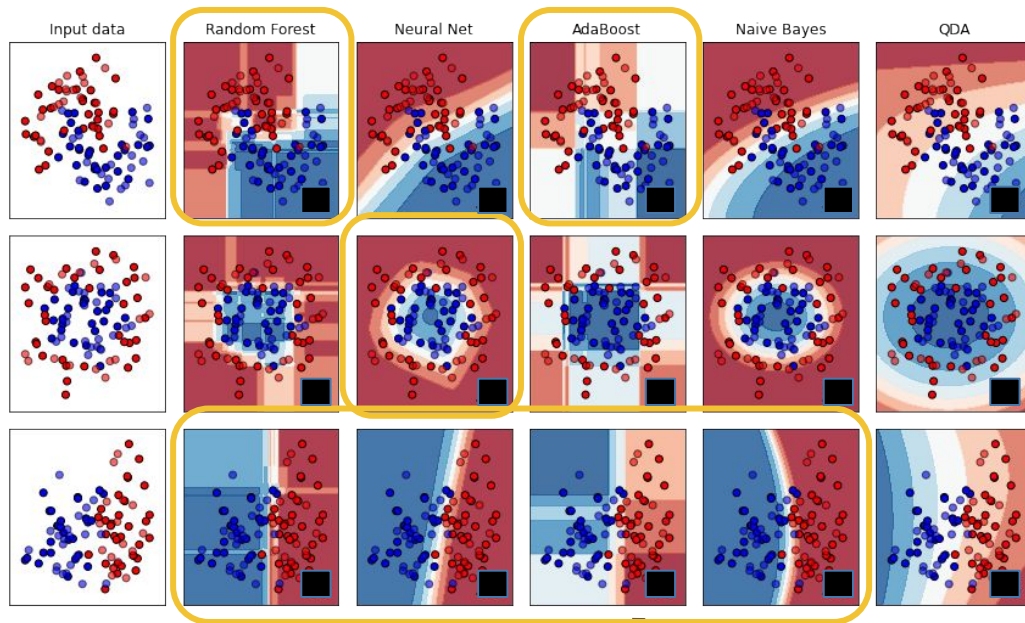 Input data
Random Forest
Neural Net
AdaBoost
Naive Bayes
QDA